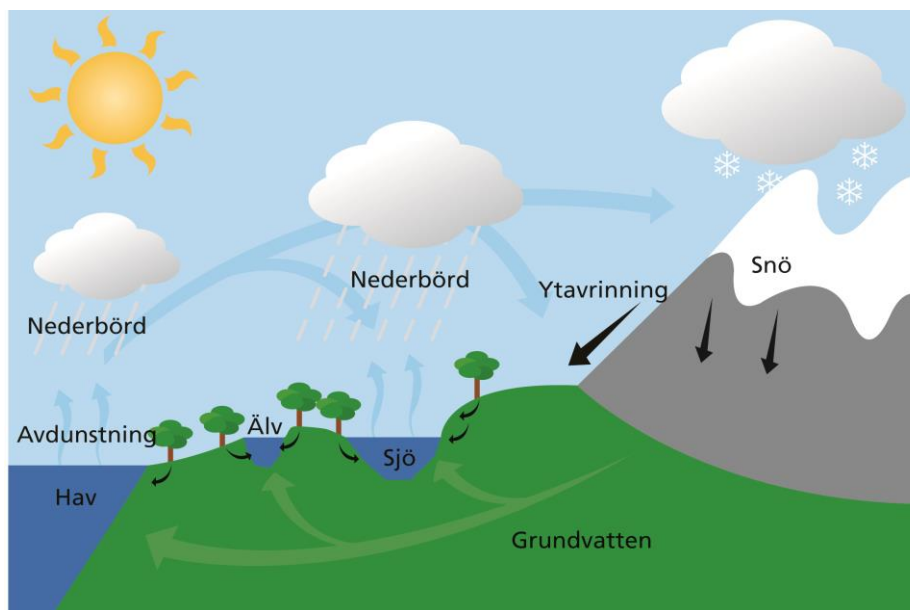 Snö
Nederbörd
Ytavrinning
Nederbörd
Avdunstning
Älv
Sjö
Hav
Grundvatten